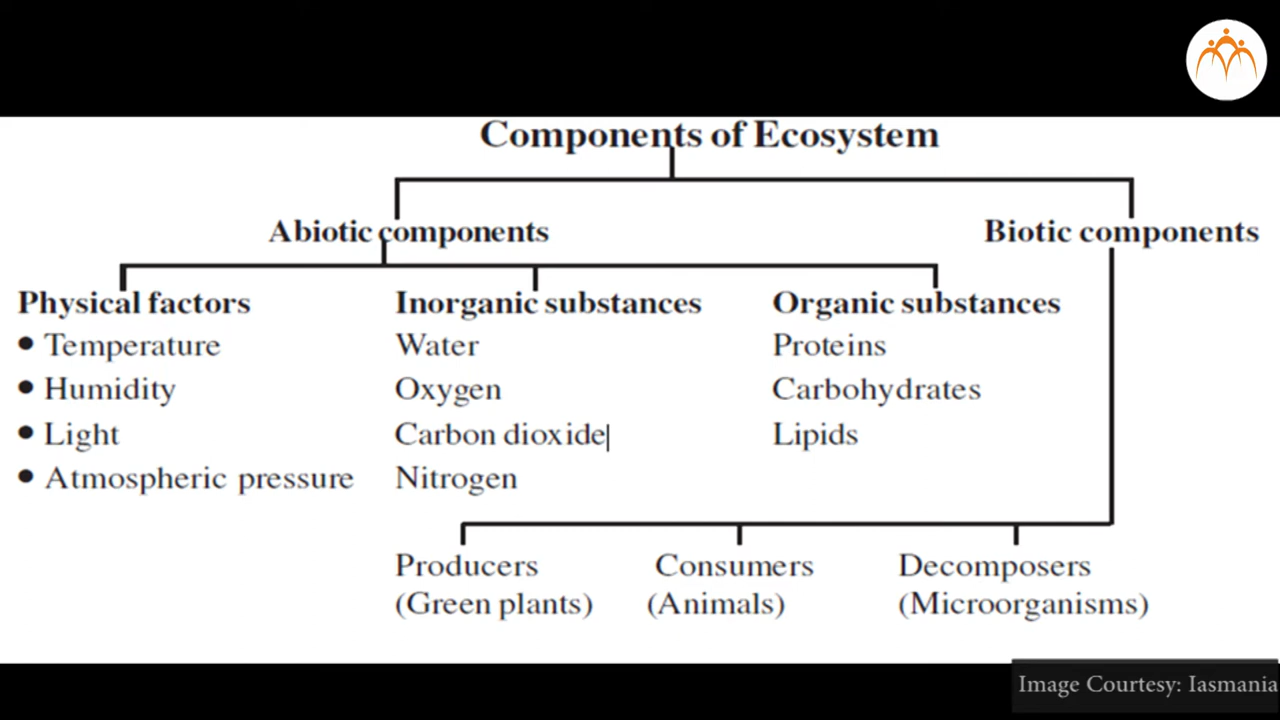 Components of Ecosystem
Abiotic components
Biotic components
Physical factors
• Temperature
• Humidity
• Light
• Atmospheric pressure
Inorganic substances
Water
Oxygen
Carbon dioxide
Nitrogen
Organic substances
Proteins
Carbohydrates
Lipids
Producers
(Green plants)
Consumers
(Animals)
Decomposers
(Microorganisms)
Image Courtesy: Iasmania